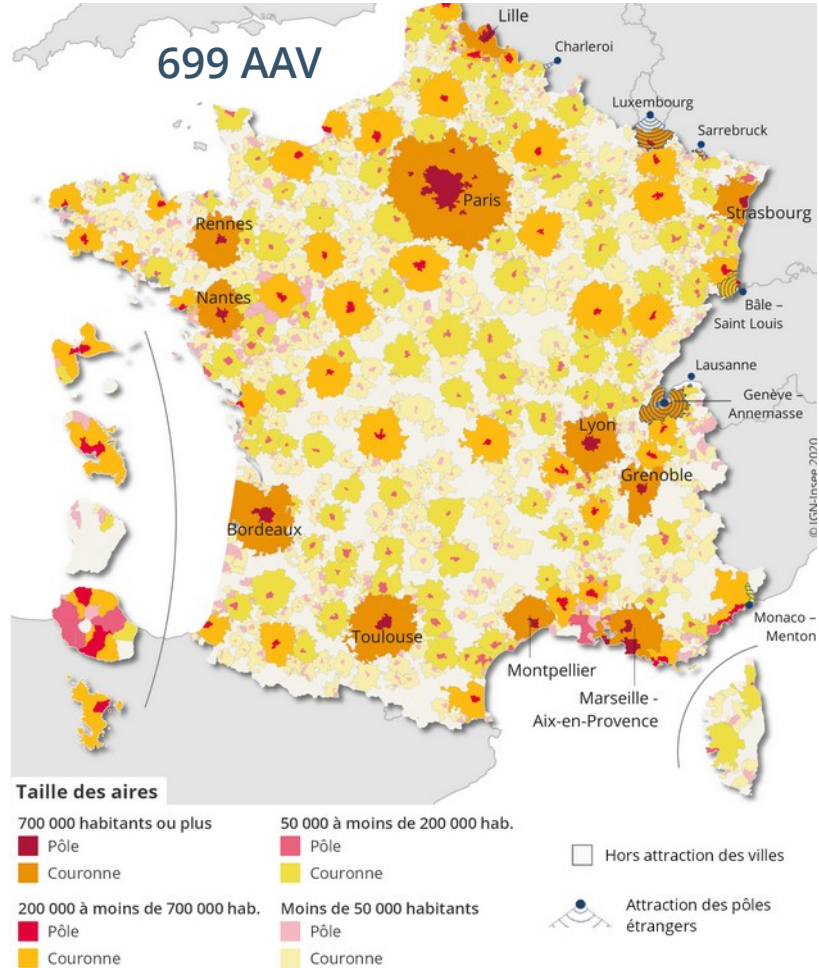 699 AAV
Lille
Charleroi
Luxembourg
Sarrebruck
Paris
Strasbourg
Rennes
Nantes
Bâle –
Saint Louis
Lausanne
Genève –
Annemasse
Lyon
Grenoble
Bordeaux
Toulouse
Montpellier
Marseille -
Aix-en-Provence
Monaco –
Menton
© IGN-Insee 2020
Taille des aires
700 000 habitants ou plus
Pôle
Couronne
200 000 à moins de 700 000 hab.
Pôle
Couronne
50 000 à moins de 200 000 hab.
Pôle
Couronne
Moins de 50 000 habitants
Pôle
Couronne
Hors attraction des villes
Attraction des pôles
étrangers